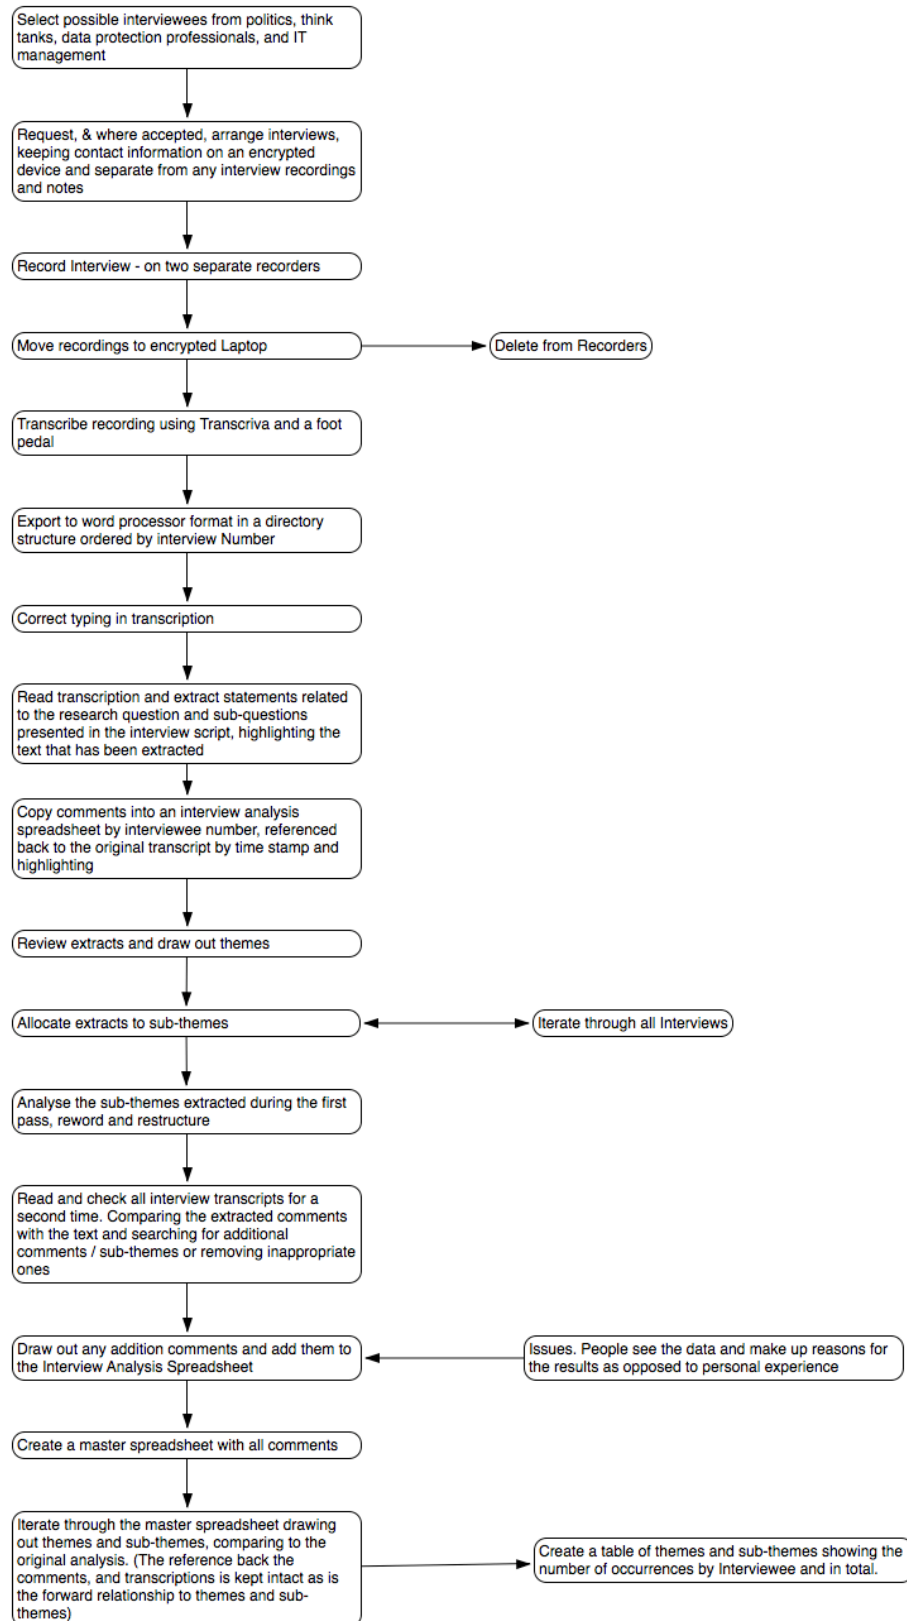 Select possible interviewees from politics, think
tanks, data protection professionals, and IT
management
Request, & where accepted, arrange interviews,
keeping contact information on an encrypted
device and separate from any interview recordings
and notes
Record Interview - on two separate recorders
Move recordings to encrypted Laptop
Delete from Recorders
Transcribe recording using Transcriva and a foot
pedal
Export to word processor format in a directory
structure ordered by interview Number
Correct typing in transcription
Read transcription and extract statements related
to the research question and sub-questions
presented in the interview script, highlighting the
text that has been extracted
Copy comments into an interview analysis
spreadsheet by interviewee number, referenced
back to the original transcript by time stamp and
highlighting
Review extracts and draw out themes
Allocate extracts to sub-themes
Iterate through all Interviews
Analyse the sub-themes extracted during the first
pass, reword and restructure
Read and check all interview transcripts for a
second time. Comparing the extracted comments
with the text and searching for additional
comments / sub-themes or removing inappropriate
ones
Draw out any addition comments and add them to
the Interview Analysis Spreadsheet
Issues. People see the data and make up reasons for
the results as opposed to personal experience
Create a master spreadsheet with all comments
Iterate through the master spreadsheet drawing
out themes and sub-themes, comparing to the
original analysis. (The reference back the
comments, and transcriptions is kept intact as is
the forward relationship to themes and sub-
themes)
Create a table of themes and sub-themes showing the
number of occurrences by Interviewee and in total.